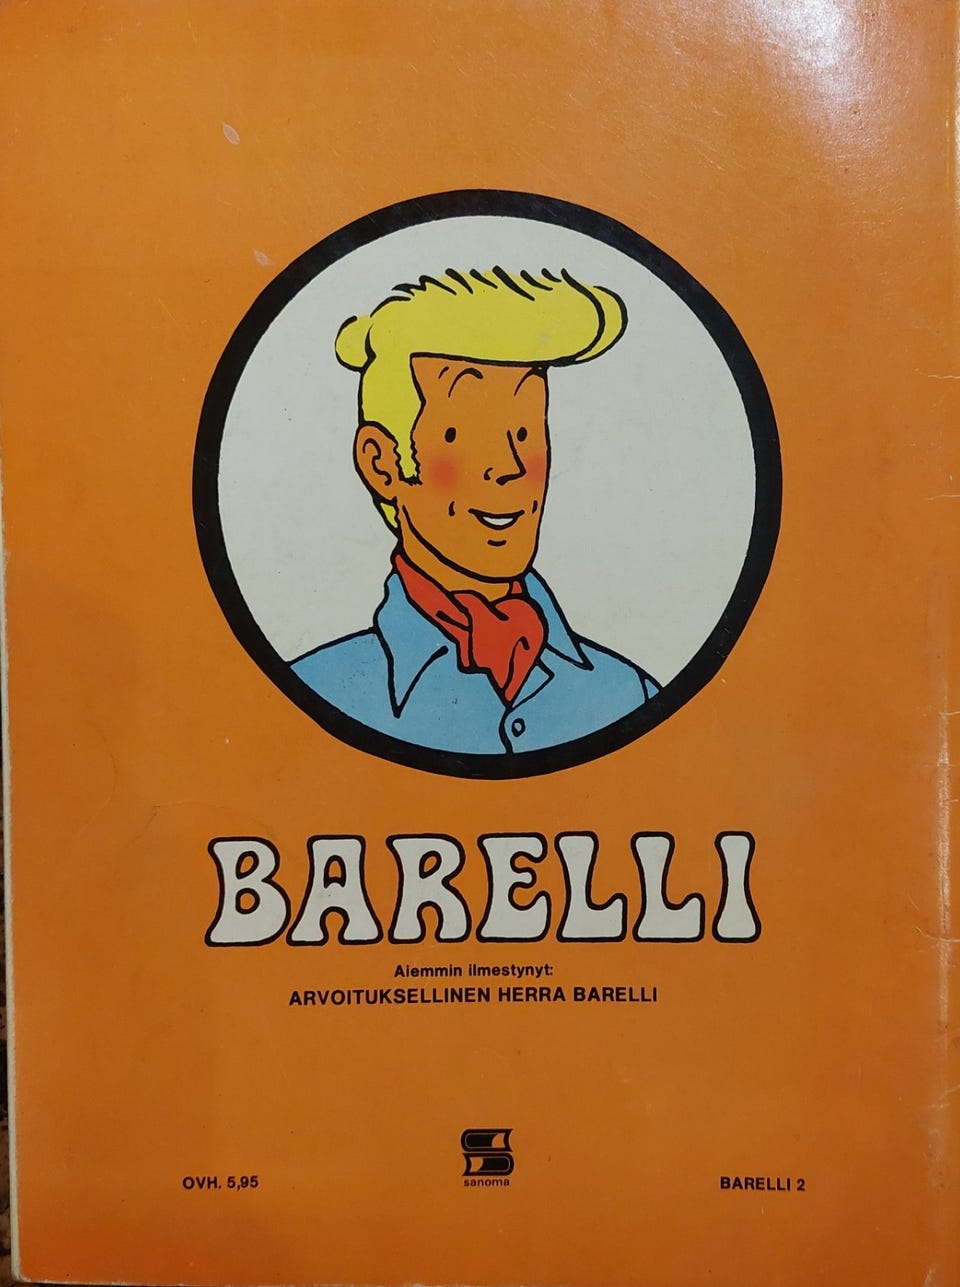 BARELLI
Aiemmin ilmestynyt:
ARVOITUKSELLINEN HERRA BARELLI
sanoma
OVH. 5,95
BARELLI 2